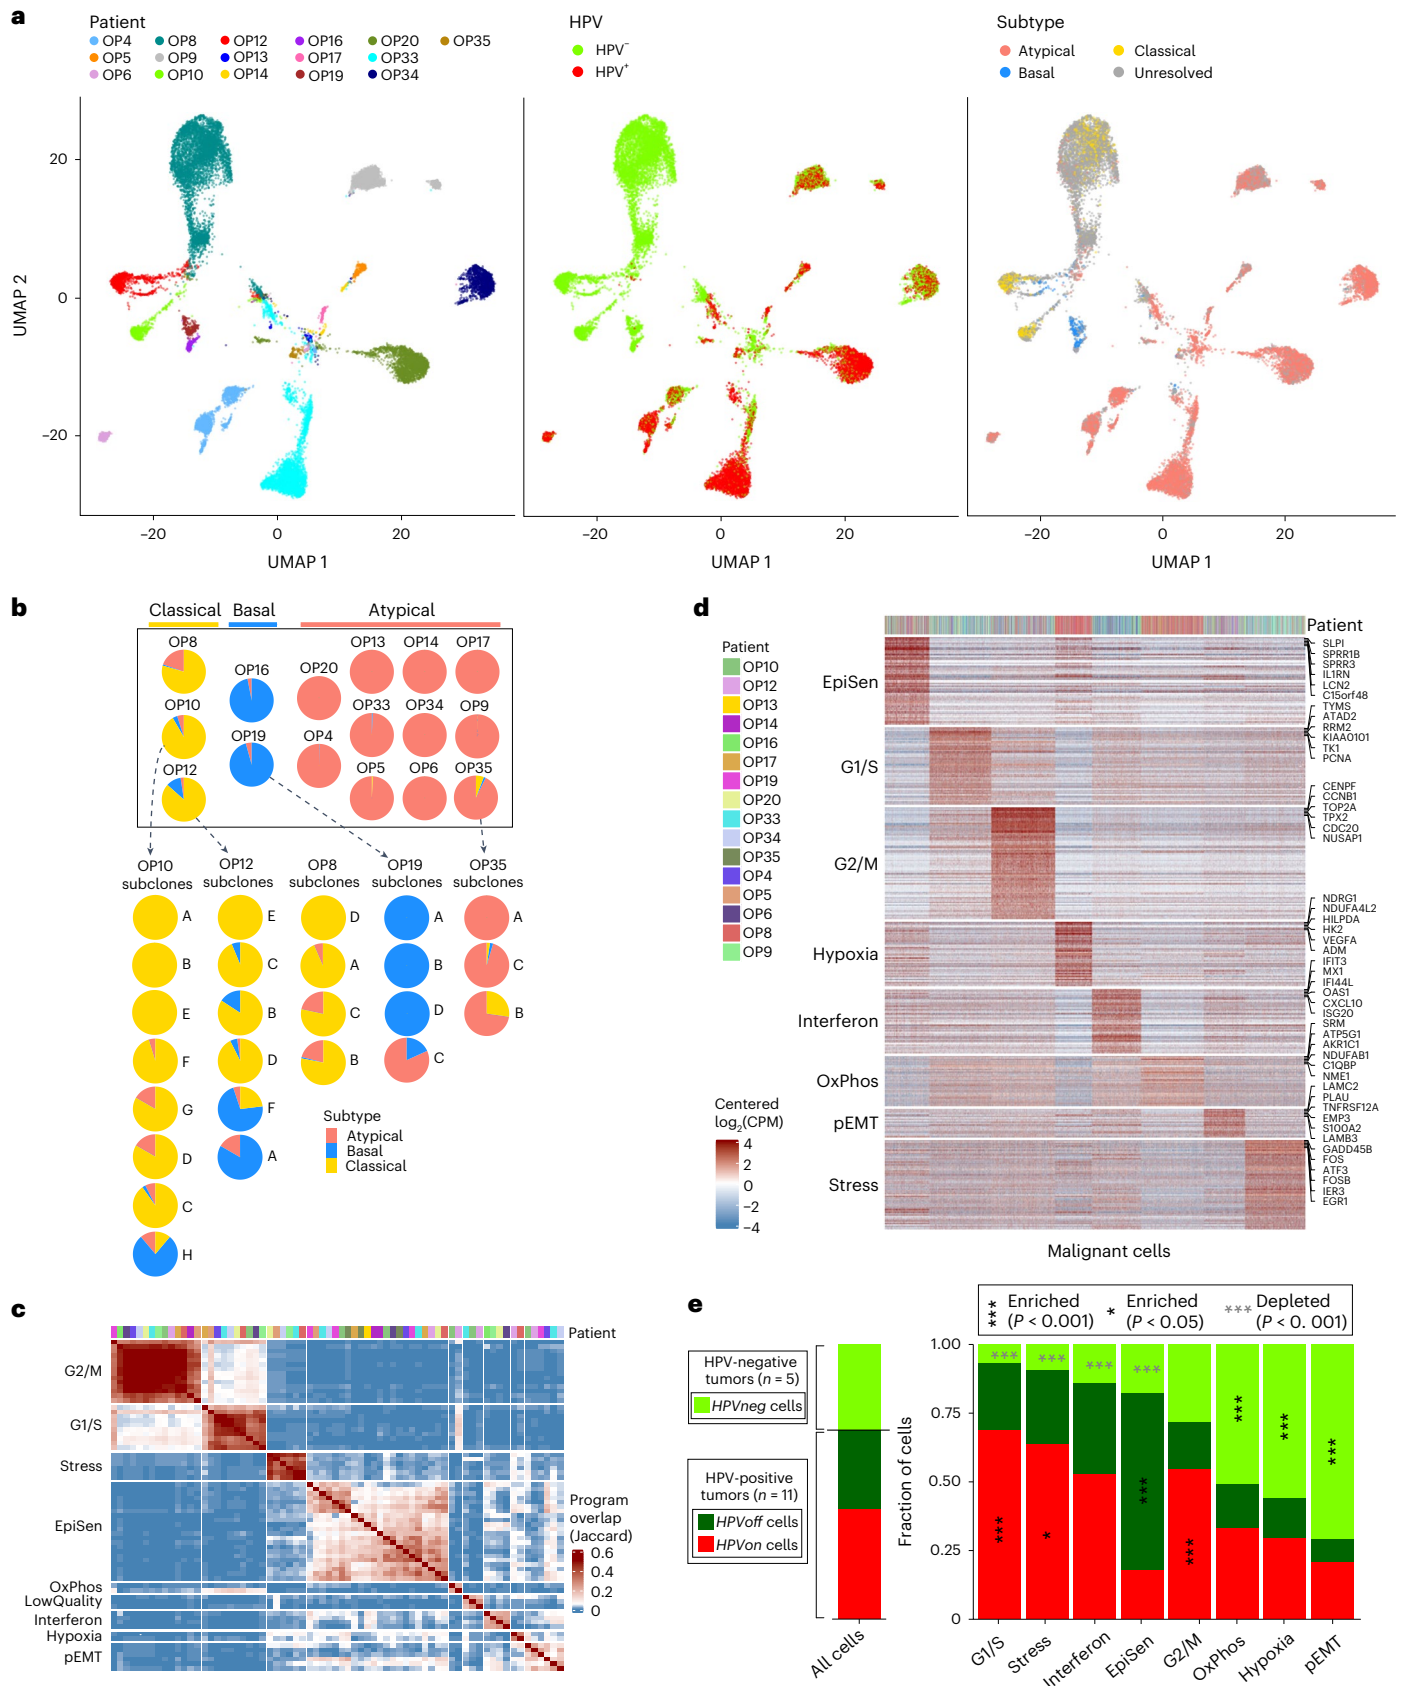 a
Patient
OP4 OP8 OP12 OP16 OP20 OP35
OP5 OP9 OP13 OP17 OP33
OP6 OP10 OP14 OP19 OP34
HPV
HPV⁻
HPV⁺
Subtype
Atypical Classical
Basal Unresolved
UMAP 2
20
0
−20
−20 0 20
UMAP 1
−20 0 20
UMAP 1
−20 0 20
UMAP 1
b
Classical Basal Atypical
OP8 OP13 OP14 OP17
OP16 OP20
OP10 OP33 OP34 OP9
OP19 OP4
OP12 OP5 OP6 OP35
OP10 subclones
OP12 subclones
OP8 subclones
OP19 subclones
OP35 subclones
A E D A A
B C A B C
E B C D B
F D B C
G F
D A
C
H
Subtype
Atypical
Basal
Classical
c
Patient
G2/M
G1/S
Stress
EpiSen
OxPhos
LowQuality
Interferon
Hypoxia
pEMT
Program
overlap
(Jaccard)
0.6
0.4
0.2
0
d
Patient
OP10
OP12
OP13
OP14
OP16
OP17
OP19
OP20
OP33
OP34
OP35
OP4
OP5
OP6
OP8
OP9
Centered
log₂(CPM)
4
2
0
−2
−4
Patient
EpiSen
G1/S
G2/M
Hypoxia
Interferon
OxPhos
pEMT
Stress
SLPI
SPRR1B
SPRR3
IL1RN
LCN2
C15orf48
TYMS
ATAD2
RRM2
KIAA0101
TK1
PCNA
CENPF
CCNB1
TOP2A
TPX2
CDC20
NUSAP1
NDRG1
NDUFA4L2
HILPDA
HK2
VEGFA
ADM
IFIT3
MX1
IFI44L
OAS1
CXCL10
ISG20
SRM
ATP5G1
AKR1C1
NDUFAB1
C1QBP
NME1
LAMC2
PLAU
TNFRSF12A
EMP3
S100A2
LAMB3
GADD45B
FOS
ATF3
FOSB
IER3
EGR1
Malignant cells
e
*** Enriched (P < 0.001) * Enriched (P < 0.05) *** Depleted (P < 0. 001)
HPV-negative
tumors (n = 5)
HPVneg cells
HPV-positive
tumors (n = 11)
HPVoff cells
HPVon cells
All cells
Fraction of cells
1.00
0.75
0.50
0.25
0
*** *** *** *** *** *** ***
*** * *** ***
G1/S Stress Interferon EpiSen G2/M OxPhos Hypoxia pEMT